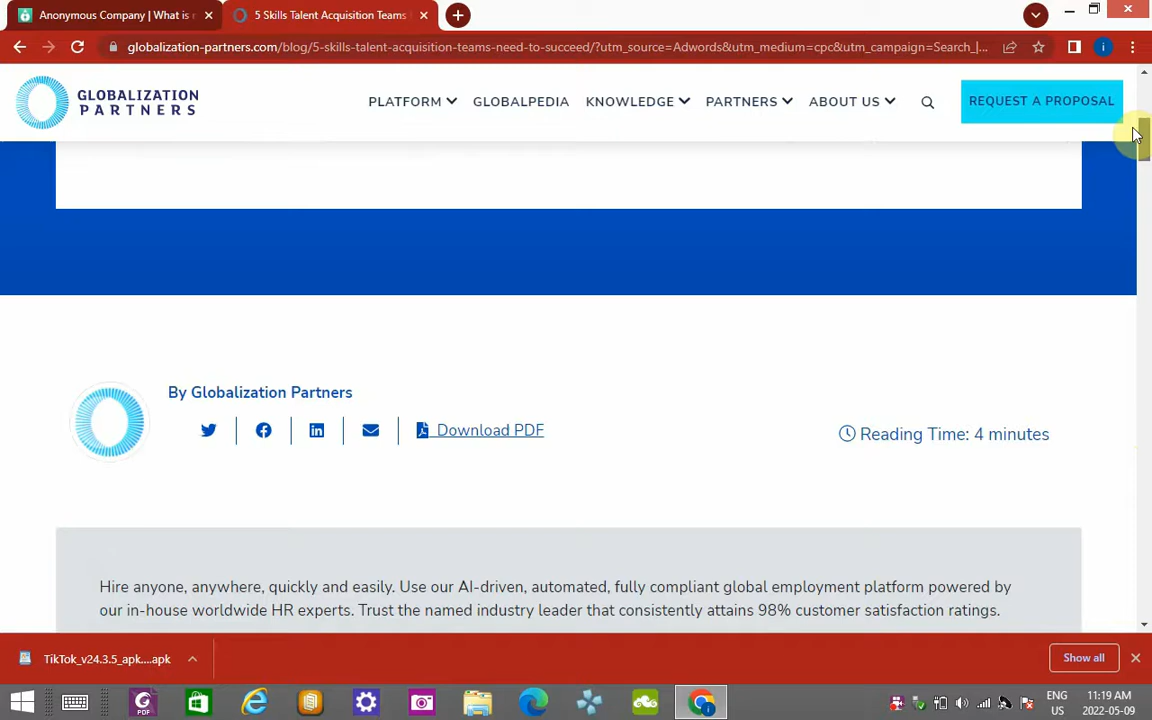 Anonymous Company | What is
5 Skills Talent Acquisition Teams
globalization-partners.com/blog/5-skills-talent-acquisition-teams-need-to-succeed/?utm_source=Adwords&utm_medium=cpc&utm_campaign=Search_|...
i
GLOBALIZATION
PARTNERS
PLATFORM
GLOBALPEDIA
KNOWLEDGE
PARTNERS
ABOUT US
REQUEST A PROPOSAL
By Globalization Partners
Download PDF
Reading Time: 4 minutes
Hire anyone, anywhere, quickly and easily. Use our AI-driven, automated, fully compliant global employment platform powered by
our in-house worldwide HR experts. Trust the named industry leader that consistently attains 98% customer satisfaction ratings.
TikTok_v24.3.5_apk....apk
Show all
PDF
ENG
US
11:19 AM
2022-05-09